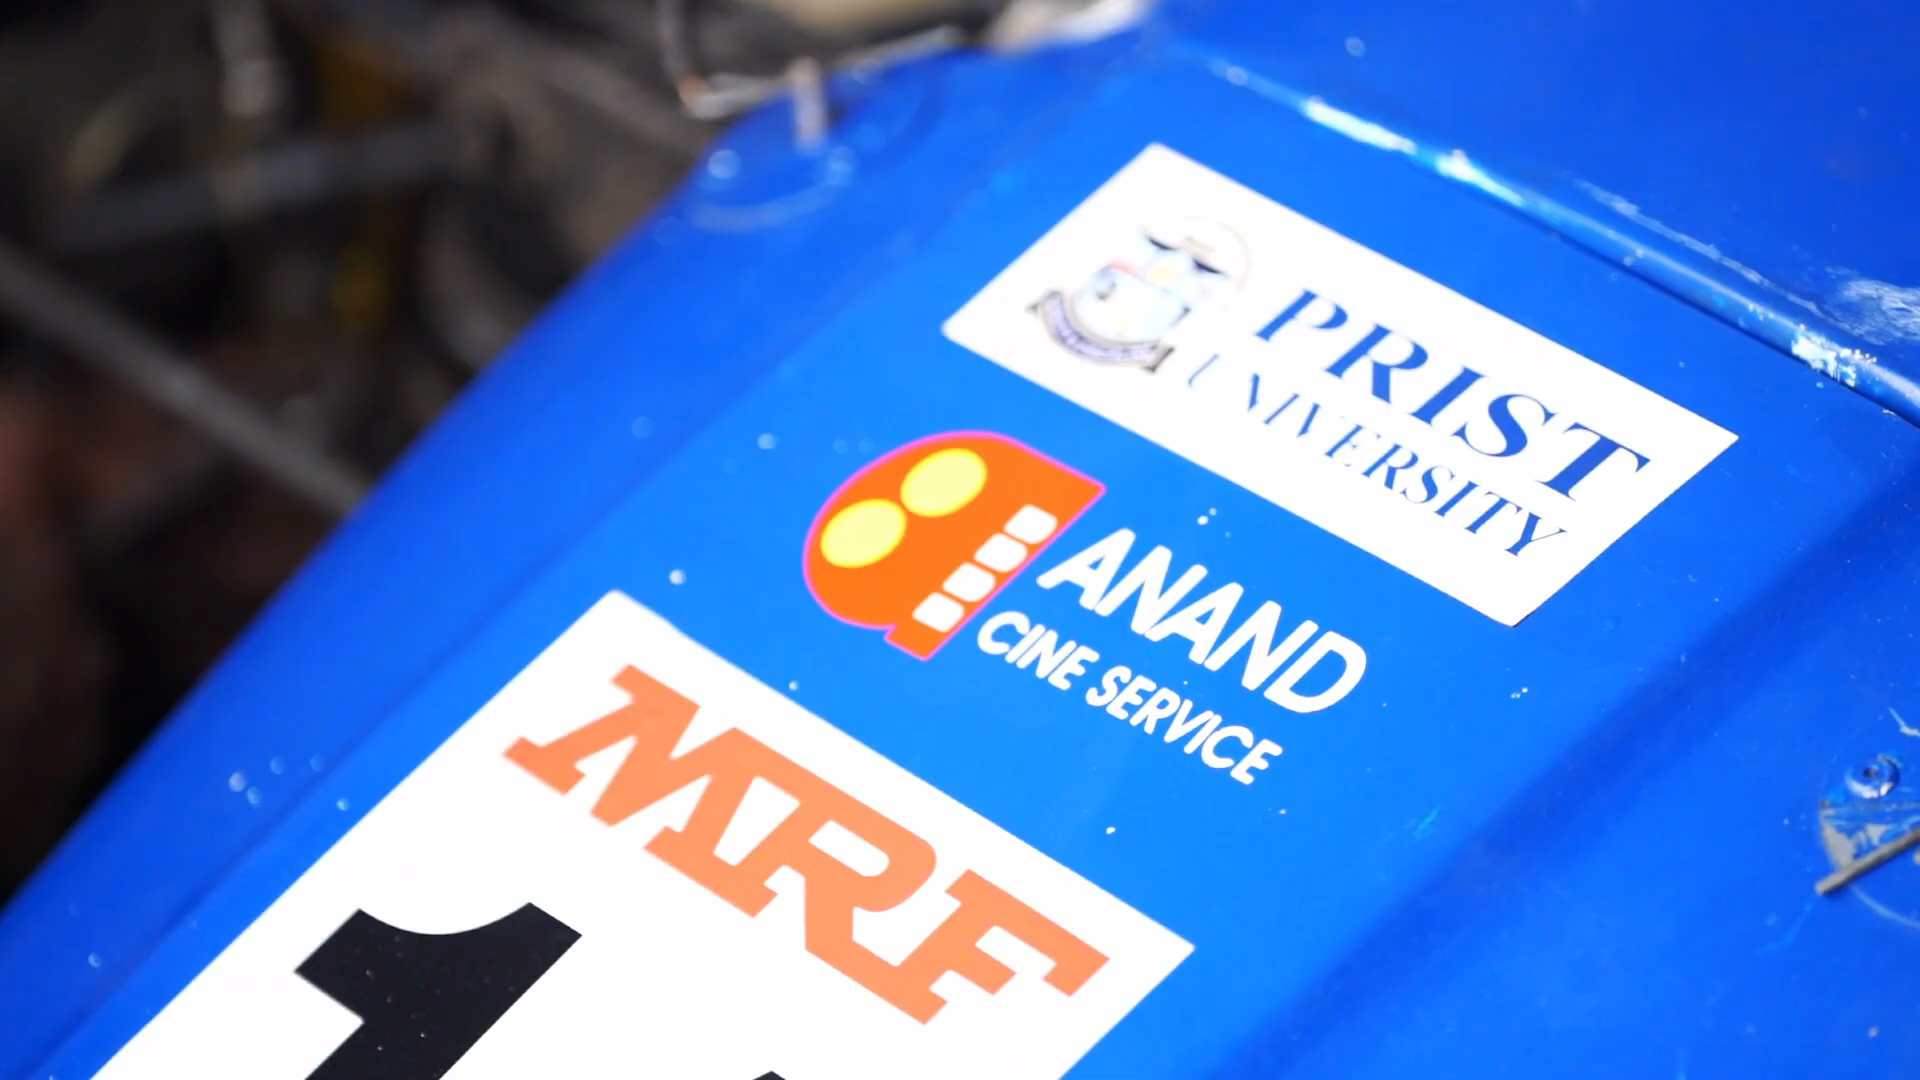 PRIST
UNIVERSITY
ANAND
CINE SERVICE
MRF
1